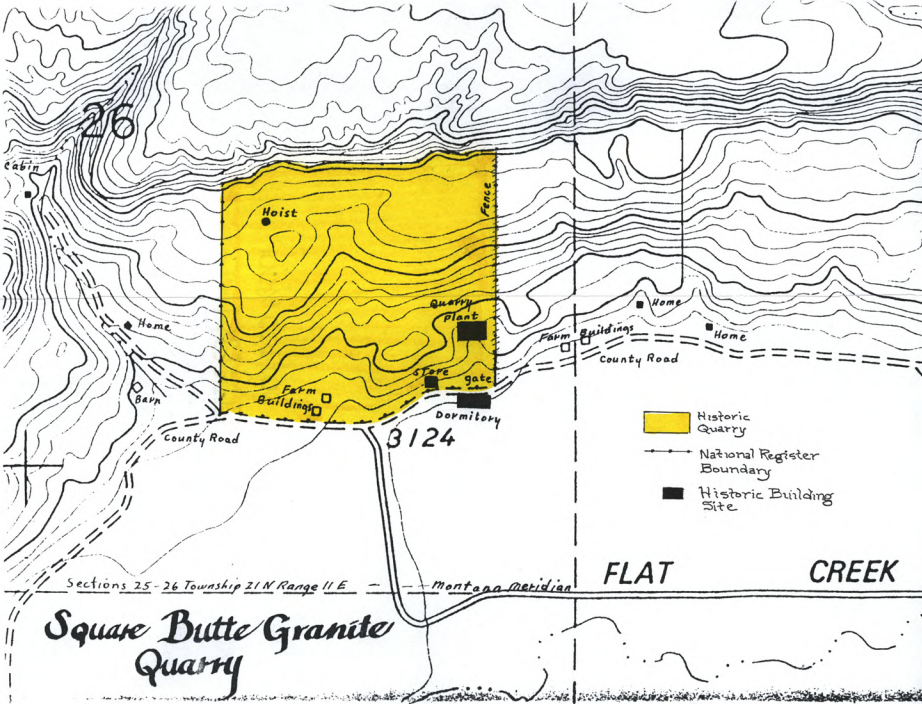 26
Cabin
Hoist
Fence
Quarry
Plant
Home
Home
Home
Farm
Buildings
County Road
Store
gate
Farm
Buildings
Barn
Dormitory
County Road
3124
Historic
Quarry
National Register
Boundary
Historic Building
Site
FLAT CREEK
Sections 25-26 Township 21 N Range 11 E — Montana Meridian
Square Butte Granite
Quarry